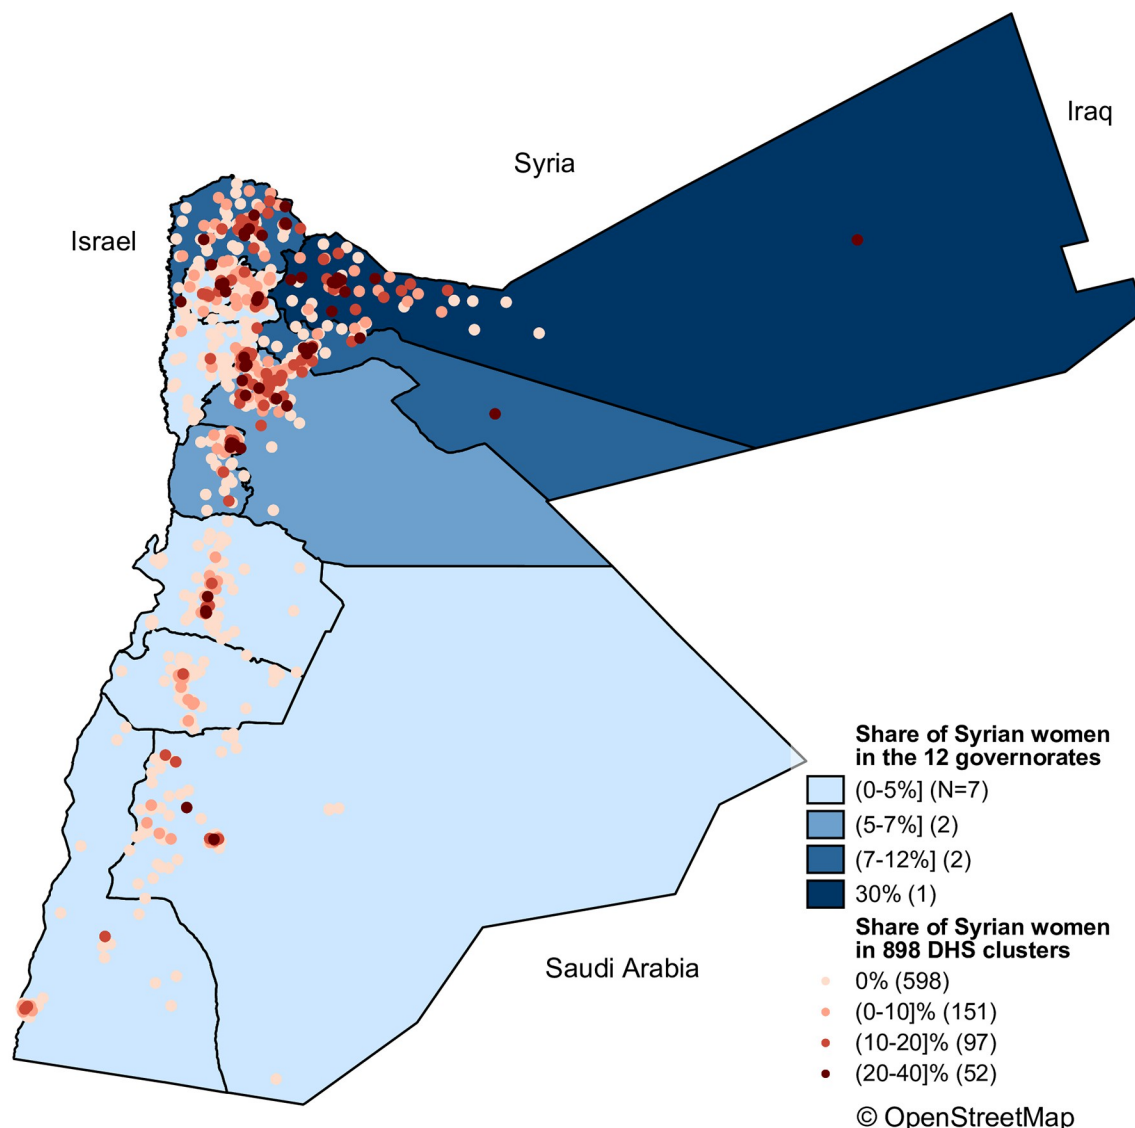 Iraq
Syria
Israel
Share of Syrian women
in the 12 governorates
(0-5%] (N=7)
(5-7%] (2)
(7-12%] (2)
30% (1)
Share of Syrian women
in 898 DHS clusters
0% (598)
(0-10]% (151)
(10-20]% (97)
(20-40]% (52)
Saudi Arabia
© OpenStreetMap